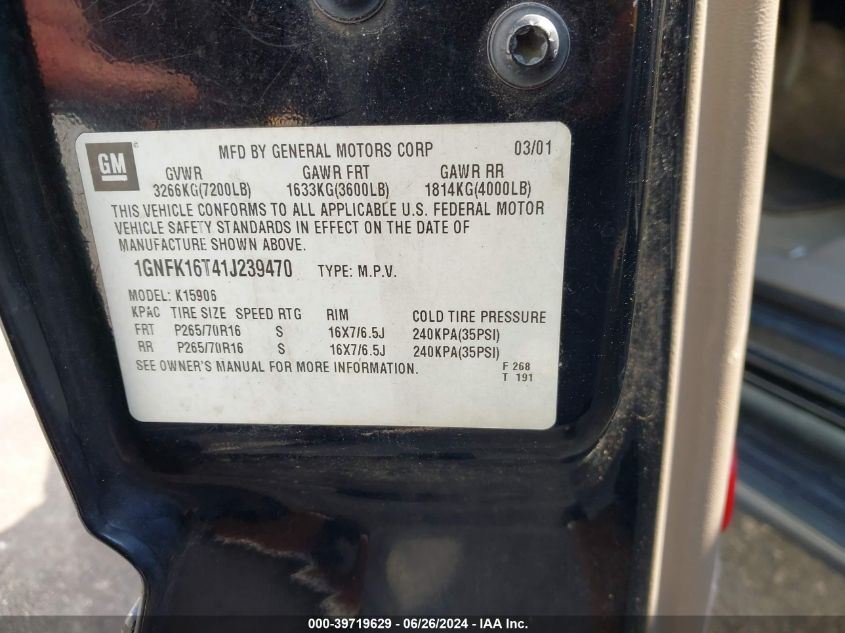 GM
MFD BY GENERAL MOTORS CORP 03/01
GVWR GAWR FRT GAWR RR
3266KG(7200LB) 1633KG(3600LB) 1814KG(4000LB)
THIS VEHICLE CONFORMS TO ALL APPLICABLE U.S. FEDERAL MOTOR
VEHICLE SAFETY STANDARDS IN EFFECT ON THE DATE OF
MANUFACTURE SHOWN ABOVE.
1GNFK16T41J239470 TYPE: M.P.V.
MODEL: K15906
KPAC TIRE SIZE SPEED RTG RIM COLD TIRE PRESSURE
FRT P265/70R16 S 16X7/6.5J 240KPA(35PSI)
RR P265/70R16 S 16X7/6.5J 240KPA(35PSI)
SEE OWNER'S MANUAL FOR MORE INFORMATION. F 268
T 191
000-39719629 - 06/26/2024 - IAA Inc.